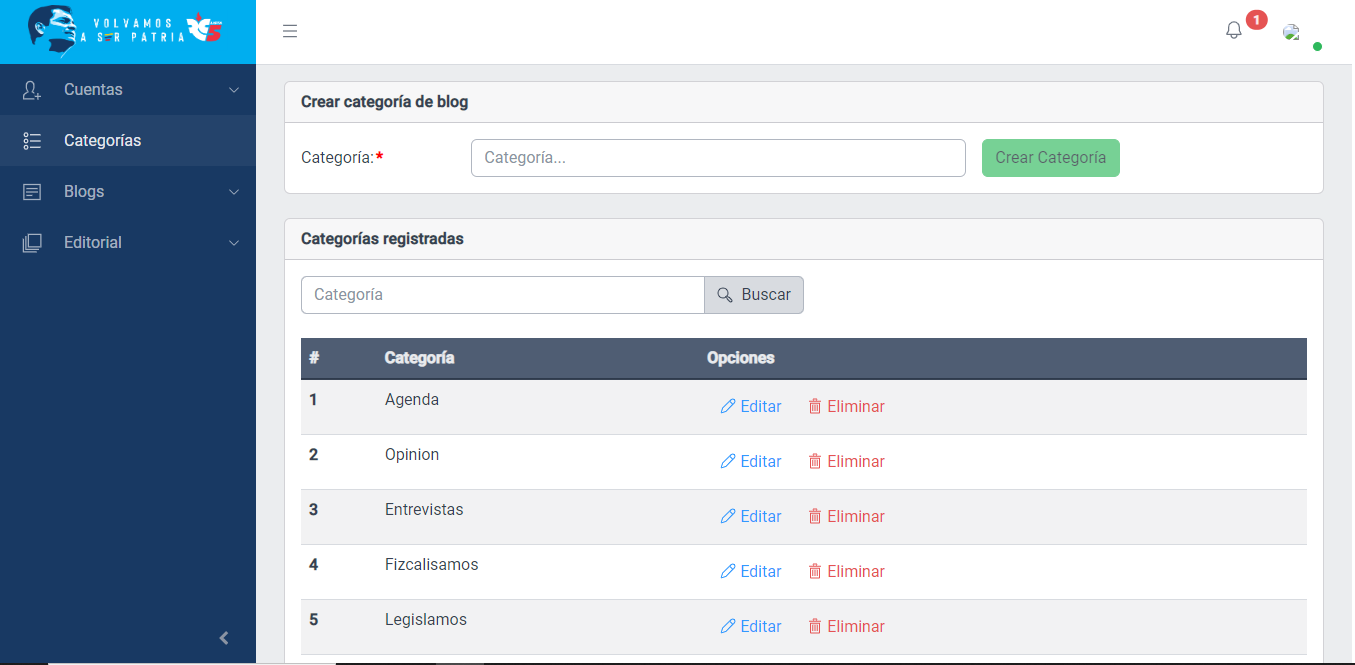 VOLVAMOS
A SER PATRIA
5
1
Cuentas
Categorías
Blogs
Editorial
Crear categoría de blog
Categoría:*
Categoría...
Crear Categoría
Categorías registradas
Categoría
Buscar
# Categoría Opciones
1 Agenda Editar Eliminar
2 Opinion Editar Eliminar
3 Entrevistas Editar Eliminar
4 Fizcalisamos Editar Eliminar
5 Legislamos Editar Eliminar